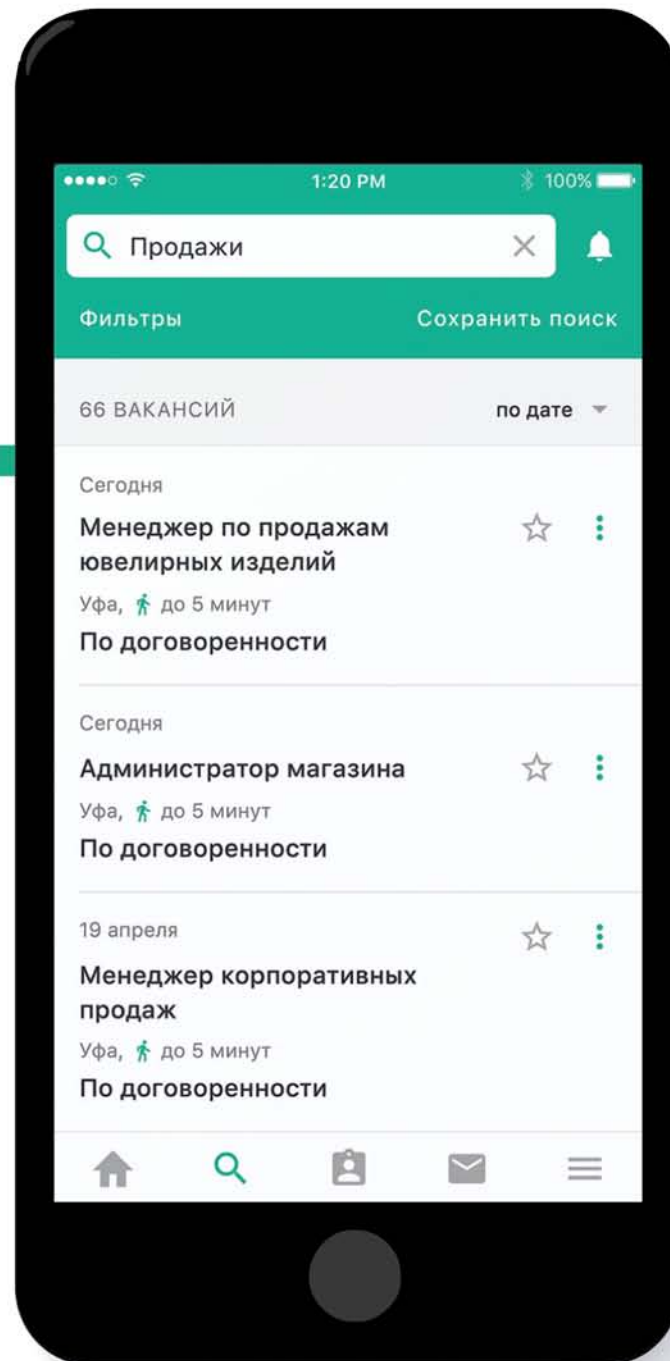 1:20 PM 100%
Продажи
Фильтры Сохранить поиск
66 ВАКАНСИЙ по дате
Сегодня
Менеджер по продажам
ювелирных изделий
Уфа, до 5 минут
По договоренности
Сегодня
Администратор магазина
Уфа, до 5 минут
По договоренности
19 апреля
Менеджер корпоративных
продаж
Уфа, до 5 минут
По договоренности